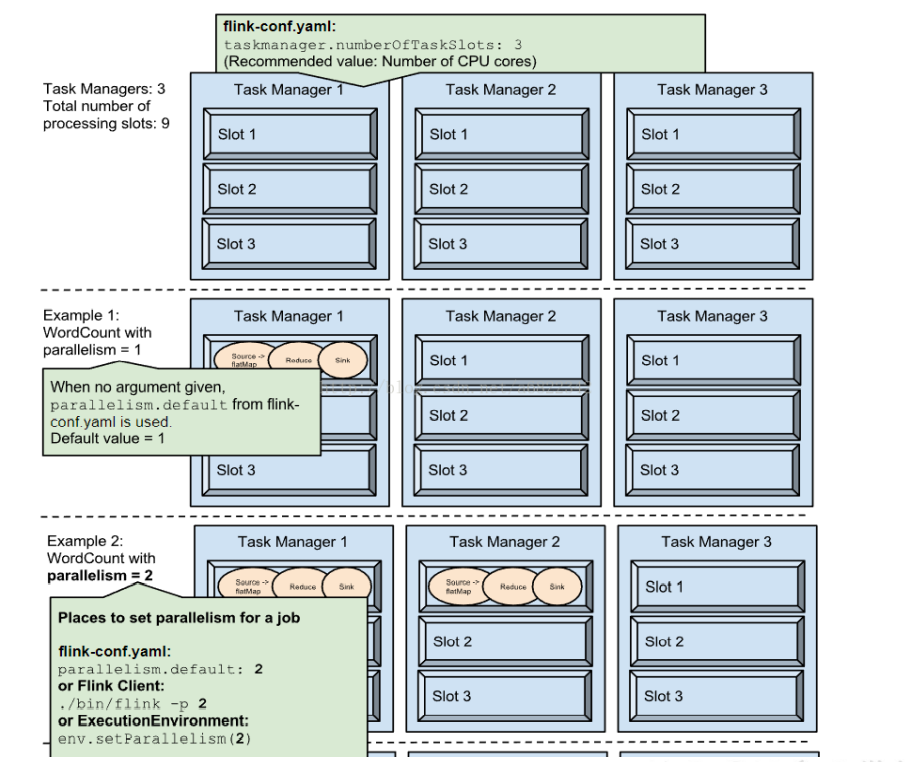 flink-conf.yaml:
taskmanager.numberOfTaskSlots: 3
(Recommended value: Number of CPU cores)
Task Managers: 3
Total number of
processing slots: 9
Task Manager 1
Slot 1
Slot 2
Slot 3
Task Manager 2
Slot 1
Slot 2
Slot 3
Task Manager 3
Slot 1
Slot 2
Slot 3
Example 1:
WordCount with
parallelism = 1
When no argument given,
parallelism.default from flink-
conf.yaml is used.
Default value = 1
Task Manager 1
Source ->
flatMap
Reduce
Sink
Slot 3
Task Manager 2
Slot 1
Slot 2
Slot 3
Task Manager 3
Slot 1
Slot 2
Slot 3
Example 2:
WordCount with
parallelism = 2
Places to set parallelism for a job
flink-conf.yaml:
parallelism.default: 2
or Flink Client:
./bin/flink -p 2
or ExecutionEnvironment:
env.setParallelism(2)
Task Manager 1
Source ->
flatMap
Reduce
Sink
Task Manager 2
Source ->
flatMap
Reduce
Sink
Slot 2
Slot 3
Task Manager 3
Slot 1
Slot 2
Slot 3